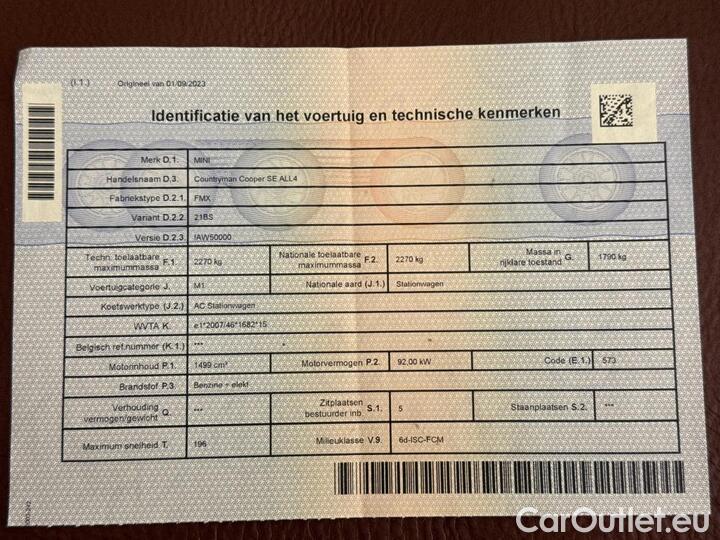 (I.1.) Origineel van 01/09/2023
Identificatie van het voertuig en technische kenmerken
Merk D.1. MINI
Handelsnaam D.3. Countryman Cooper SE ALL4
Fabriekstype D.2.1. FMX
Variant D.2.2. 21BS
Versie D.2.3. IAW50000
Techn. toelaatbare maximummassa F.1. 2270 kg Nationale toelaatbare maximummassa F.2. 2270 kg Massa in rijklare toestand G. 1790 kg
Voertuigcategorie J. M1 Nationale aard (J.1.) Stationwagen
Koetswerktype (J.2.) AC Stationwagen
WVTA K. e1*2007/46*1682*15
Belgisch ref.nummer (K.1.) ***
Motorinhoud P.1. 1499 cm³ Motorvermogen P.2. 92,00 kW Code (E.1.) 573
Brandstof P.3. Benzine + elekt
Verhouding vermogen/gewicht Q. *** Zitplaatsen bestuurder inb. S.1. 5 Staanplaatsen S.2. ***
Maximum snelheid T. 196 Milieuklasse V.9. 6d-ISC-FCM
CarOutlet.eu